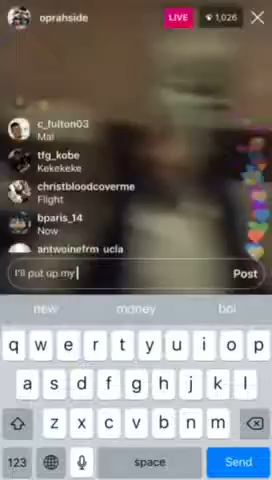 oprahside
LIVE
1,026
c_fulton03
Mal
tfg_kobe
Kekekeke
christbloodcoverme
Flight
bparis_14
Now
antwoinefrm_ucla
I'll put up my
Post
new money boi
q w e r t y u i o p
a s d f g h j k l
z x c v b n m
123 space Send